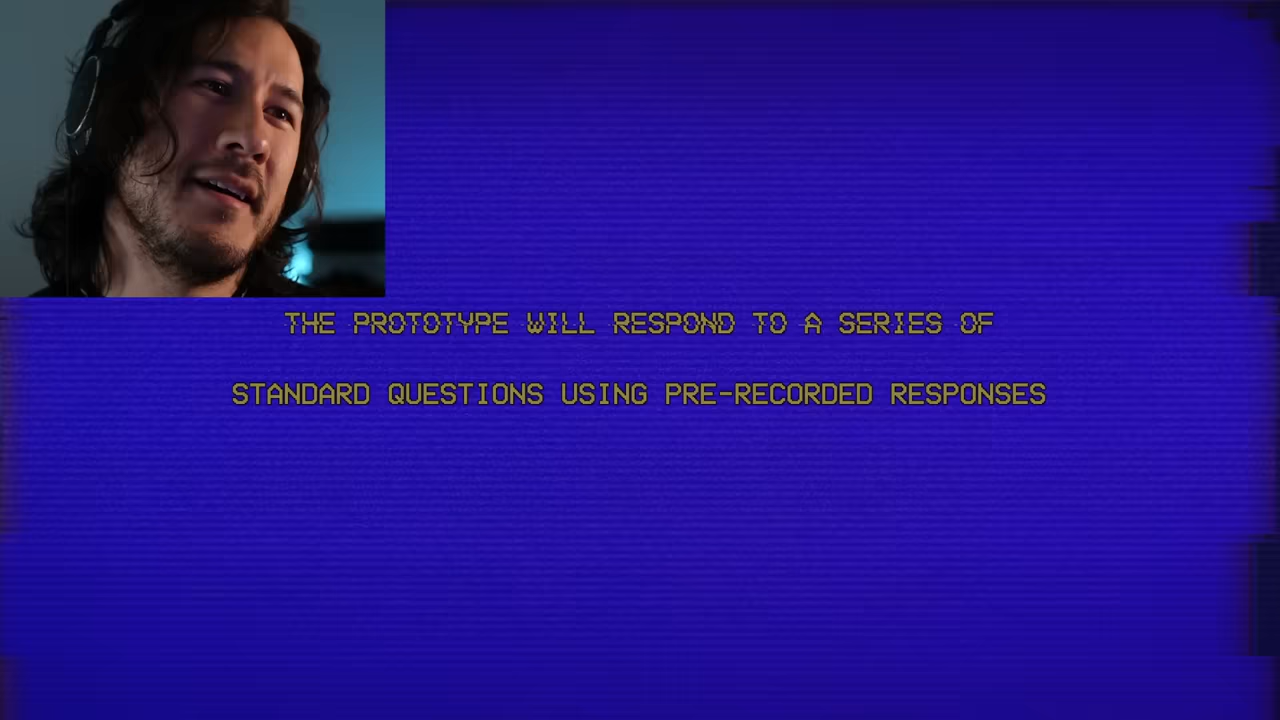 THE PROTOTYPE WILL RESPOND TO A SERIES OF
STANDARD QUESTIONS USING PRE-RECORDED RESPONSES